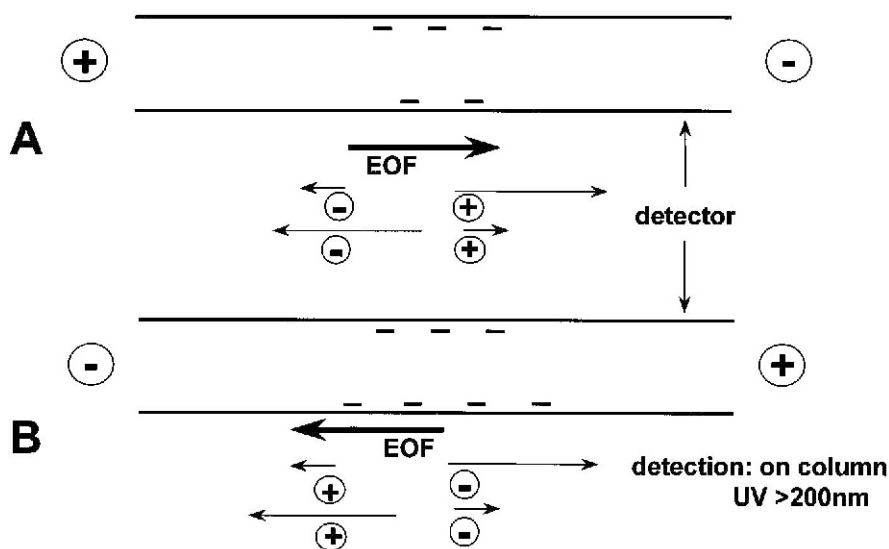 + -
A
EOF
- +
- +
detector
- +
B
EOF
+ -
+ -
detection: on column
UV >200nm